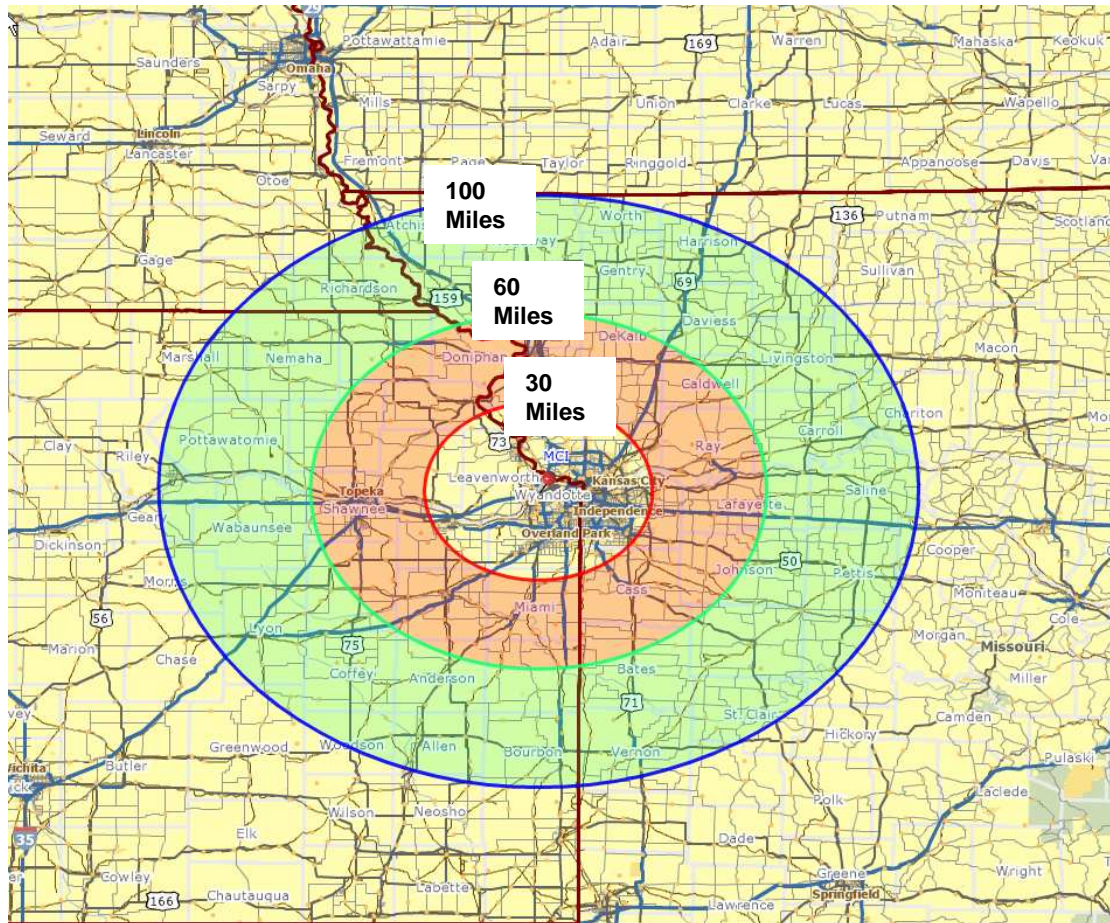 29
Pottawattamie
Adair
169
Warren
Mahaska
Keokuk
Saunders
Omaha
Sarpy
Mills
Union
Clarke
Lucas
Wapello
Seward
Lincoln
Lancaster
Fremont
Page
Taylor
Ringgold
Appanoose
Davis
Otoe
100
Miles
Worth
136
Putnam
Scotland
Harrison
Gage
Gentry
Sullivan
Richardson
159
60
Miles
69
Daviess
DeKalb
Marshall
Nemaha
Doniphan
Livingston
Macon
30
Miles
Caldwell
Chariton
Clay
Riley
Pottawatomie
73
Carroll
Ray
MCI
Leavenworth
Kansas City
Topeka
Wyandotte
Saline
Geary
Shawnee
Independence
Lafayette
Wabaunsee
Overland Park
Dickinson
Cooper
50
Johnson
Pettis
Morris
Cass
Moniteau
56
Miami
Cole
Lyon
Morgan
Marion
75
Missouri
Chase
Coffey
Anderson
Bates
Miller
71
St. Clair
Camden
Hickory
Greenwood
Woodson
Allen
Bourbon
Vernon
Pulaski
Wichita
Butler
Laclede
Wilson
Neosho
Polk
35
Elk
Dade
Wright
Cowley
Labette
Greene
166
Chautauqua
Springfield
Lawrence